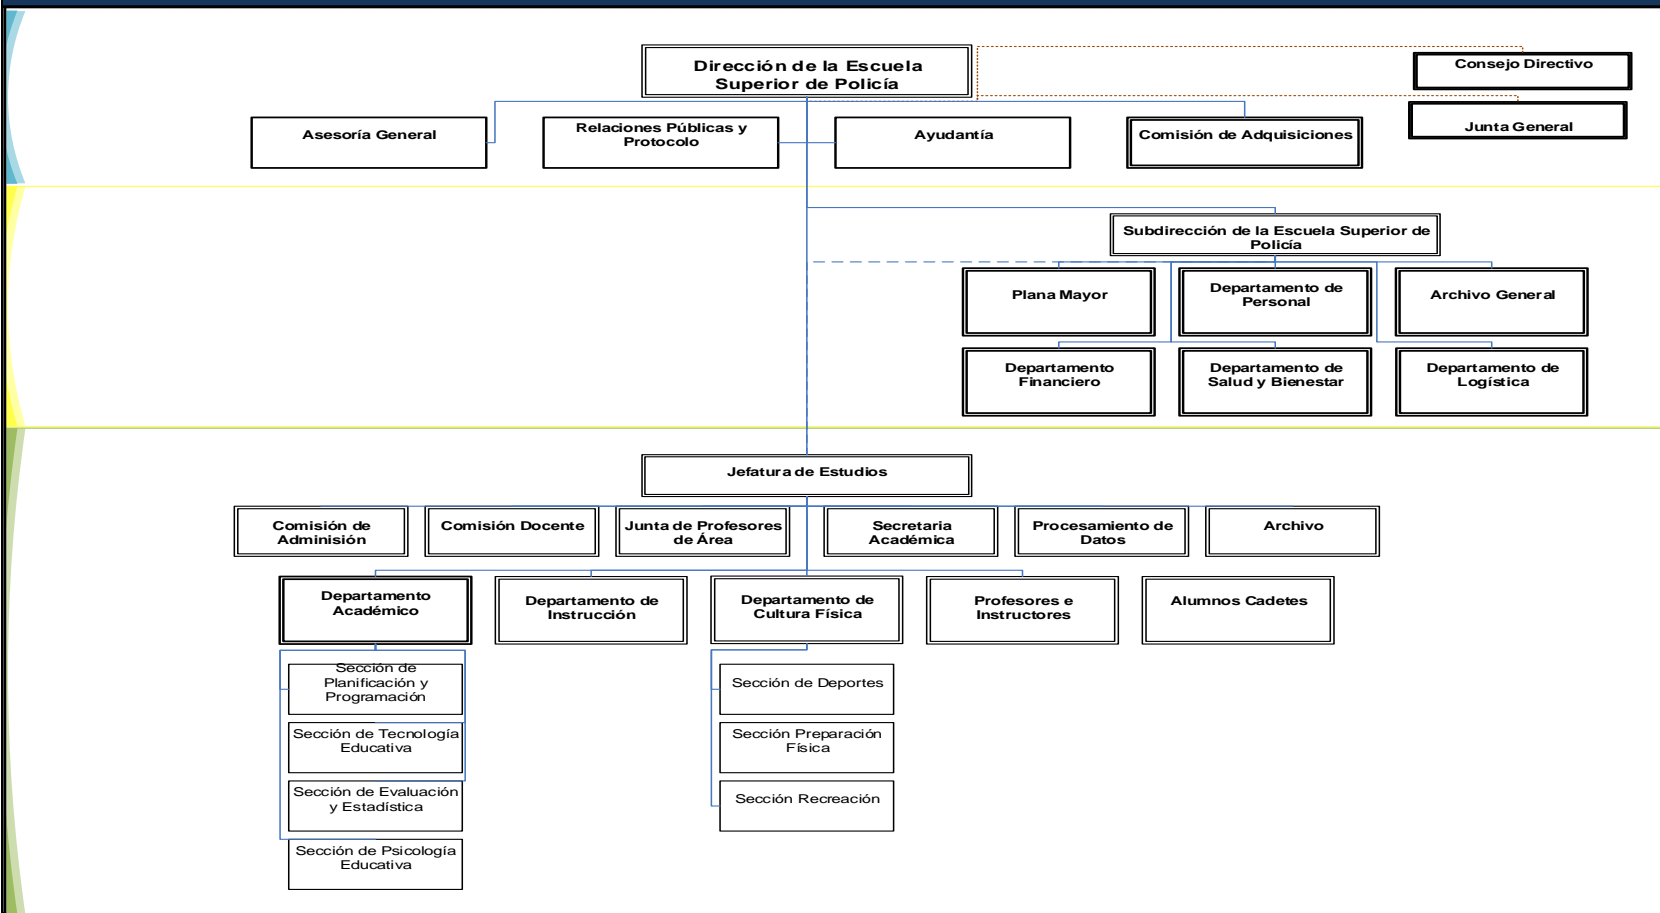 Dirección de la Escuela
Superior de Policía
Consejo Directivo
Junta General
Asesoría General
Relaciones Públicas y
Protocolo
Ayudantía
Comisión de Adquisiciones
Subdirección de la Escuela Superior de
Policía
Plana Mayor
Departamento de
Personal
Archivo General
Departamento
Financiero
Departamento de
Salud y Bienestar
Departamento de
Logística
Jefatura de Estudios
Comisión de
Adminisión
Comisión Docente
Junta de Profesores
de Área
Secretaria
Académica
Procesamiento de
Datos
Archivo
Departamento
Académico
Departamento de
Instrucción
Departamento de
Cultura Física
Profesores e
Instructores
Alumnos Cadetes
Sección de
Planificación y
Programación
Sección de Tecnología
Educativa
Sección de Evaluación
y Estadística
Sección de Psicología
Educativa
Sección de Deportes
Sección Preparación
Física
Sección Recreación